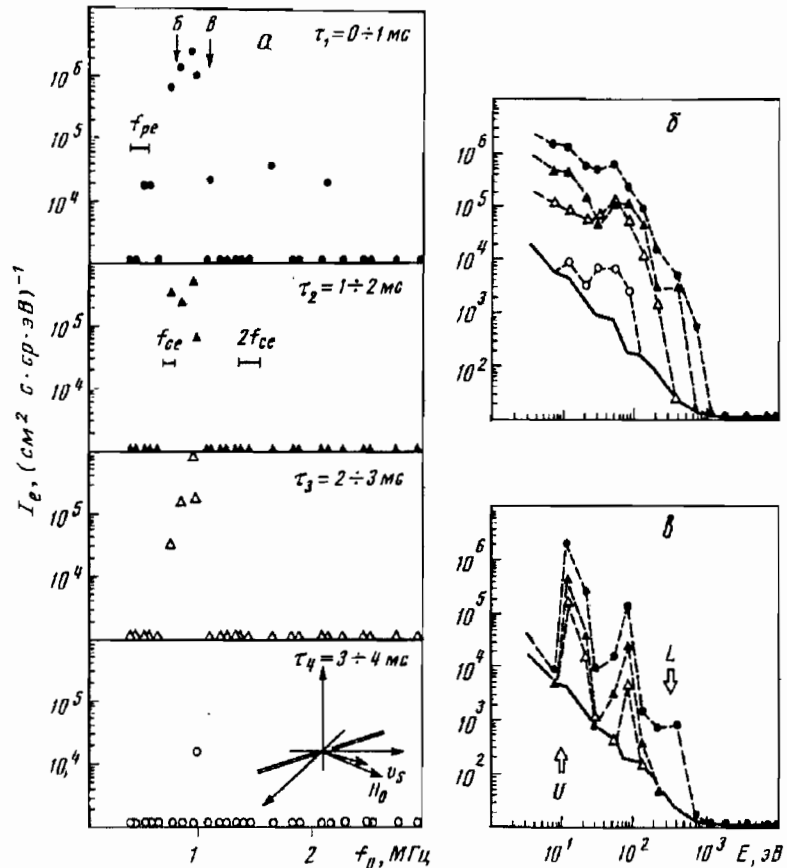 а
б
в
τ₁ = 0 ÷ 1 мс
10⁶
f_pe
10⁵
10⁴
τ₂ = 1 ÷ 2 мс
10⁵
f_ce
2f_ce
10⁴
τ₃ = 2 ÷ 3 мс
10⁵
10⁴
τ₄ = 3 ÷ 4 мс
10⁵
10⁴
v_s
H₀
1
2
f_n, МГц
I_e, (см² с·ср·эВ)⁻¹
б
10⁶
10⁵
10⁴
10³
10²
в
10⁶
10⁵
10⁴
10³
10²
L
U
10¹
10²
10³
E, эВ